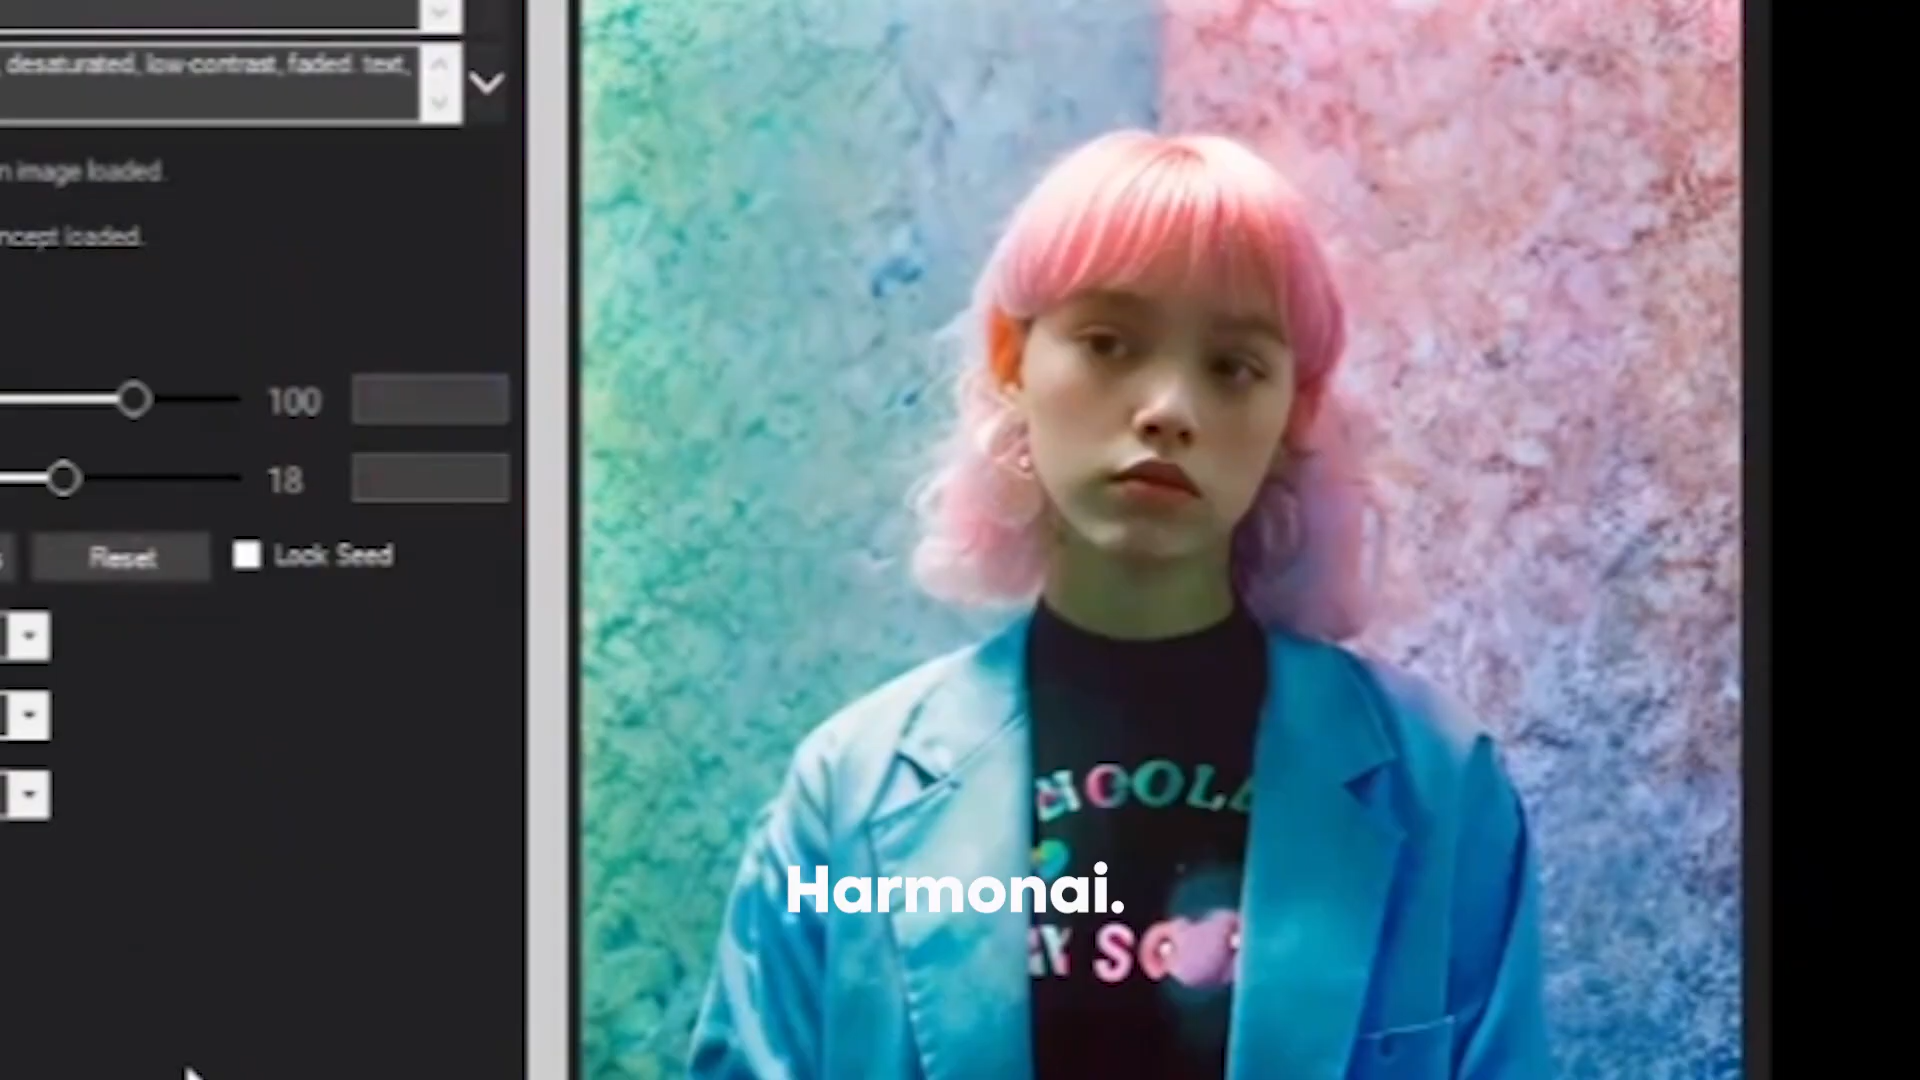 , desaturated, low-contrast, faded. text,
n image loaded.
ncept loaded.
100
18
Reset
Lock Seed
Harmonai.